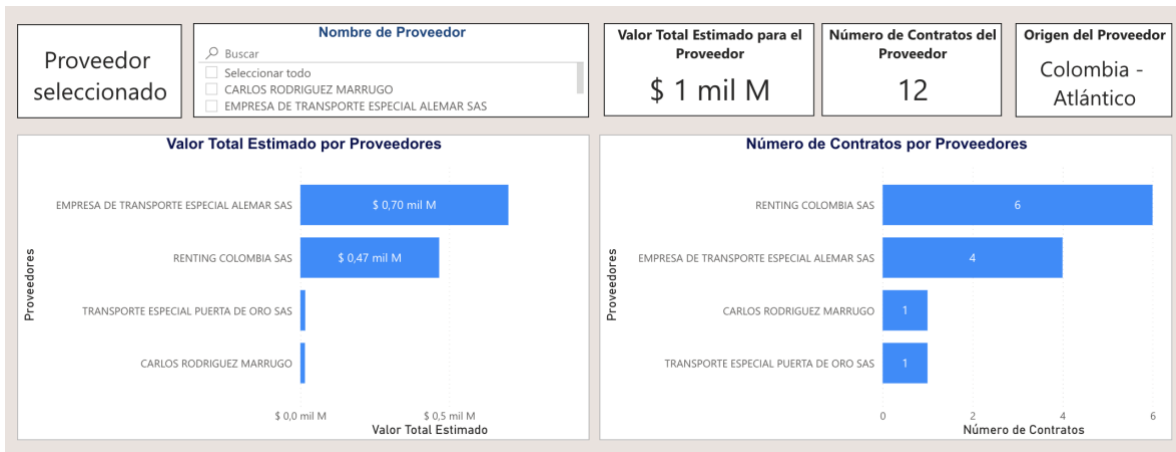 Proveedor
seleccionado
Nombre de Proveedor
Buscar
Seleccionar todo
CARLOS RODRIGUEZ MARRUGO
EMPRESA DE TRANSPORTE ESPECIAL ALEMAR SAS
Valor Total Estimado para el
Proveedor
$ 1 mil M
Número de Contratos del
Proveedor
12
Origen del Proveedor
Colombia -
Atlántico
Valor Total Estimado por Proveedores
Proveedores
EMPRESA DE TRANSPORTE ESPECIAL ALEMAR SAS
$ 0,70 mil M
RENTING COLOMBIA SAS
$ 0,47 mil M
TRANSPORTE ESPECIAL PUERTA DE ORO SAS
CARLOS RODRIGUEZ MARRUGO
$ 0,0 mil M
$ 0,5 mil M
Valor Total Estimado
Número de Contratos por Proveedores
Proveedores
RENTING COLOMBIA SAS
6
EMPRESA DE TRANSPORTE ESPECIAL ALEMAR SAS
4
CARLOS RODRIGUEZ MARRUGO
1
TRANSPORTE ESPECIAL PUERTA DE ORO SAS
1
0
2
4
6
Número de Contratos